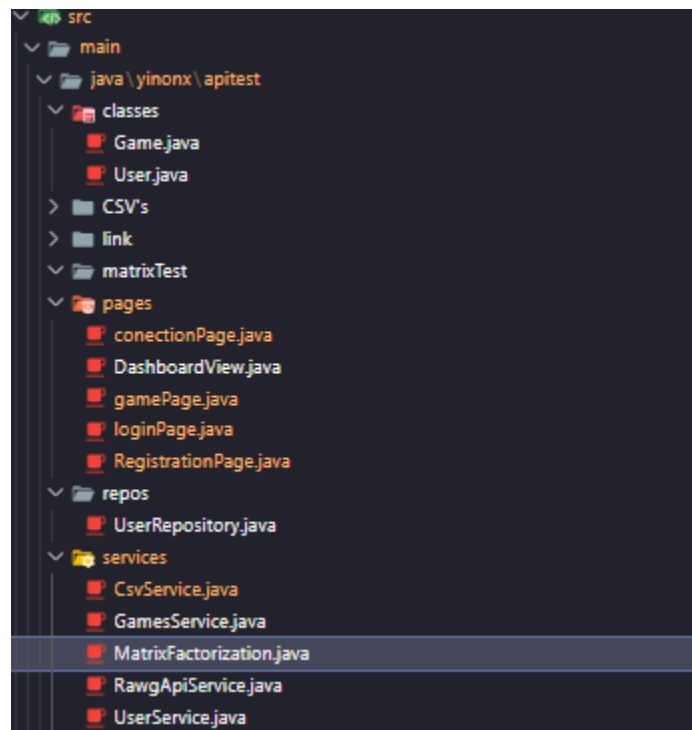 src
main
java\yinonx\apitest
classes
Game.java
User.java
CSV's
link
matrixTest
pages
conectionPage.java
DashboardView.java
gamePage.java
loginPage.java
RegistrationPage.java
repos
UserRepository.java
services
CsvService.java
GamesService.java
MatrixFactorization.java
RawgApiService.java
UserService.java